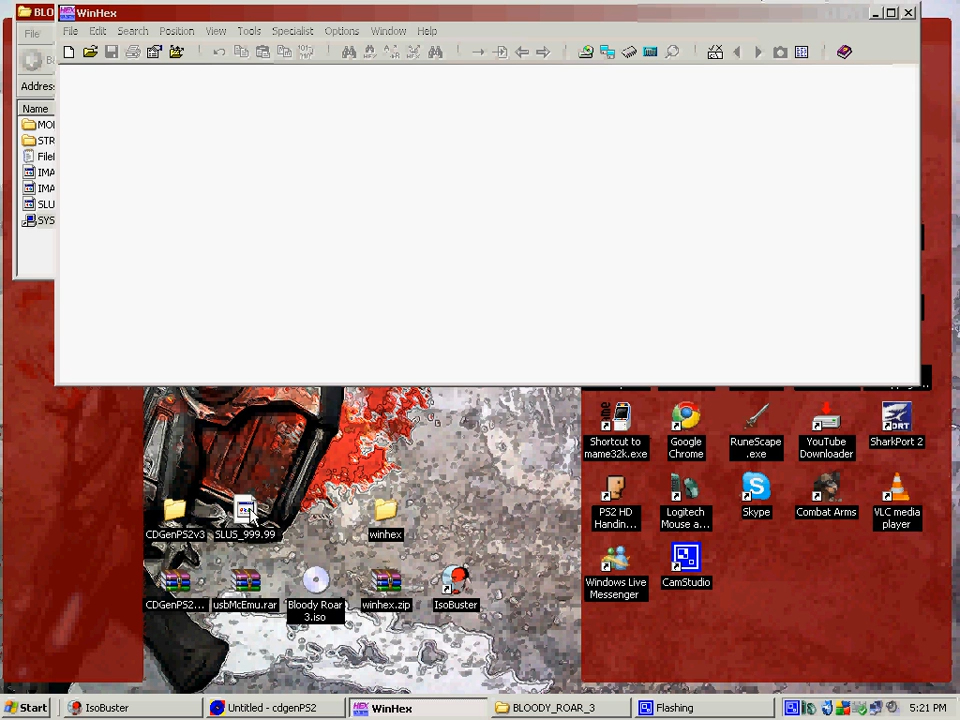 BLO
WinHex
File
File Edit Search Position View Tools Specialist Options Window Help
Address
Name
MO
STR
File
IMA
IMA
SLU
SYS
Shortcut to mame32k.exe
Google Chrome
RuneScape .exe
YouTube Downloader
SharkPort 2
PS2 HD Handin...
Logitech Mouse a...
Skype
Combat Arms
VLC media player
Windows Live Messenger
CamStudio
CDGenPS2v3
SLUS_999.99
winhex
CDGenPS2...
usbMcEmu.rar
Bloody Roar 3.iso
winhex.zip
IsoBuster
Start
IsoBuster
Untitled - cdgenPS2
WinHex
BLOODY_ROAR_3
Flashing
5:21 PM